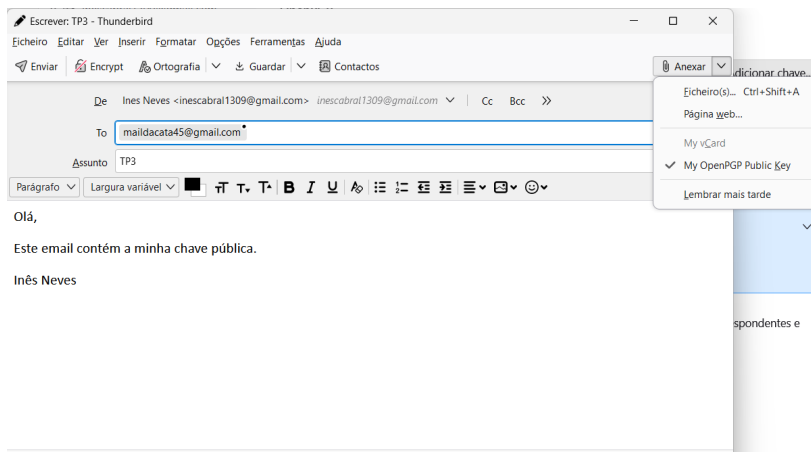 Escrever: TP3 - Thunderbird
Ficheiro Editar Ver Inserir Formatar Opções Ferramentas Ajuda
Enviar Encrypt Ortografia Guardar Contactos Anexar
dicionar chave..
De Ines Neves <inescabral1309@gmail.com> inescabral1309@gmail.com Cc Bcc
Ficheiro(s)... Ctrl+Shift+A
Página web...
To maildacata45@gmail.com
My vCard
Assunto TP3
My OpenPGP Public Key
Parágrafo Largura variável
Lembrar mais tarde
Olá,
Este email contém a minha chave pública.
Inês Neves
spondentes e